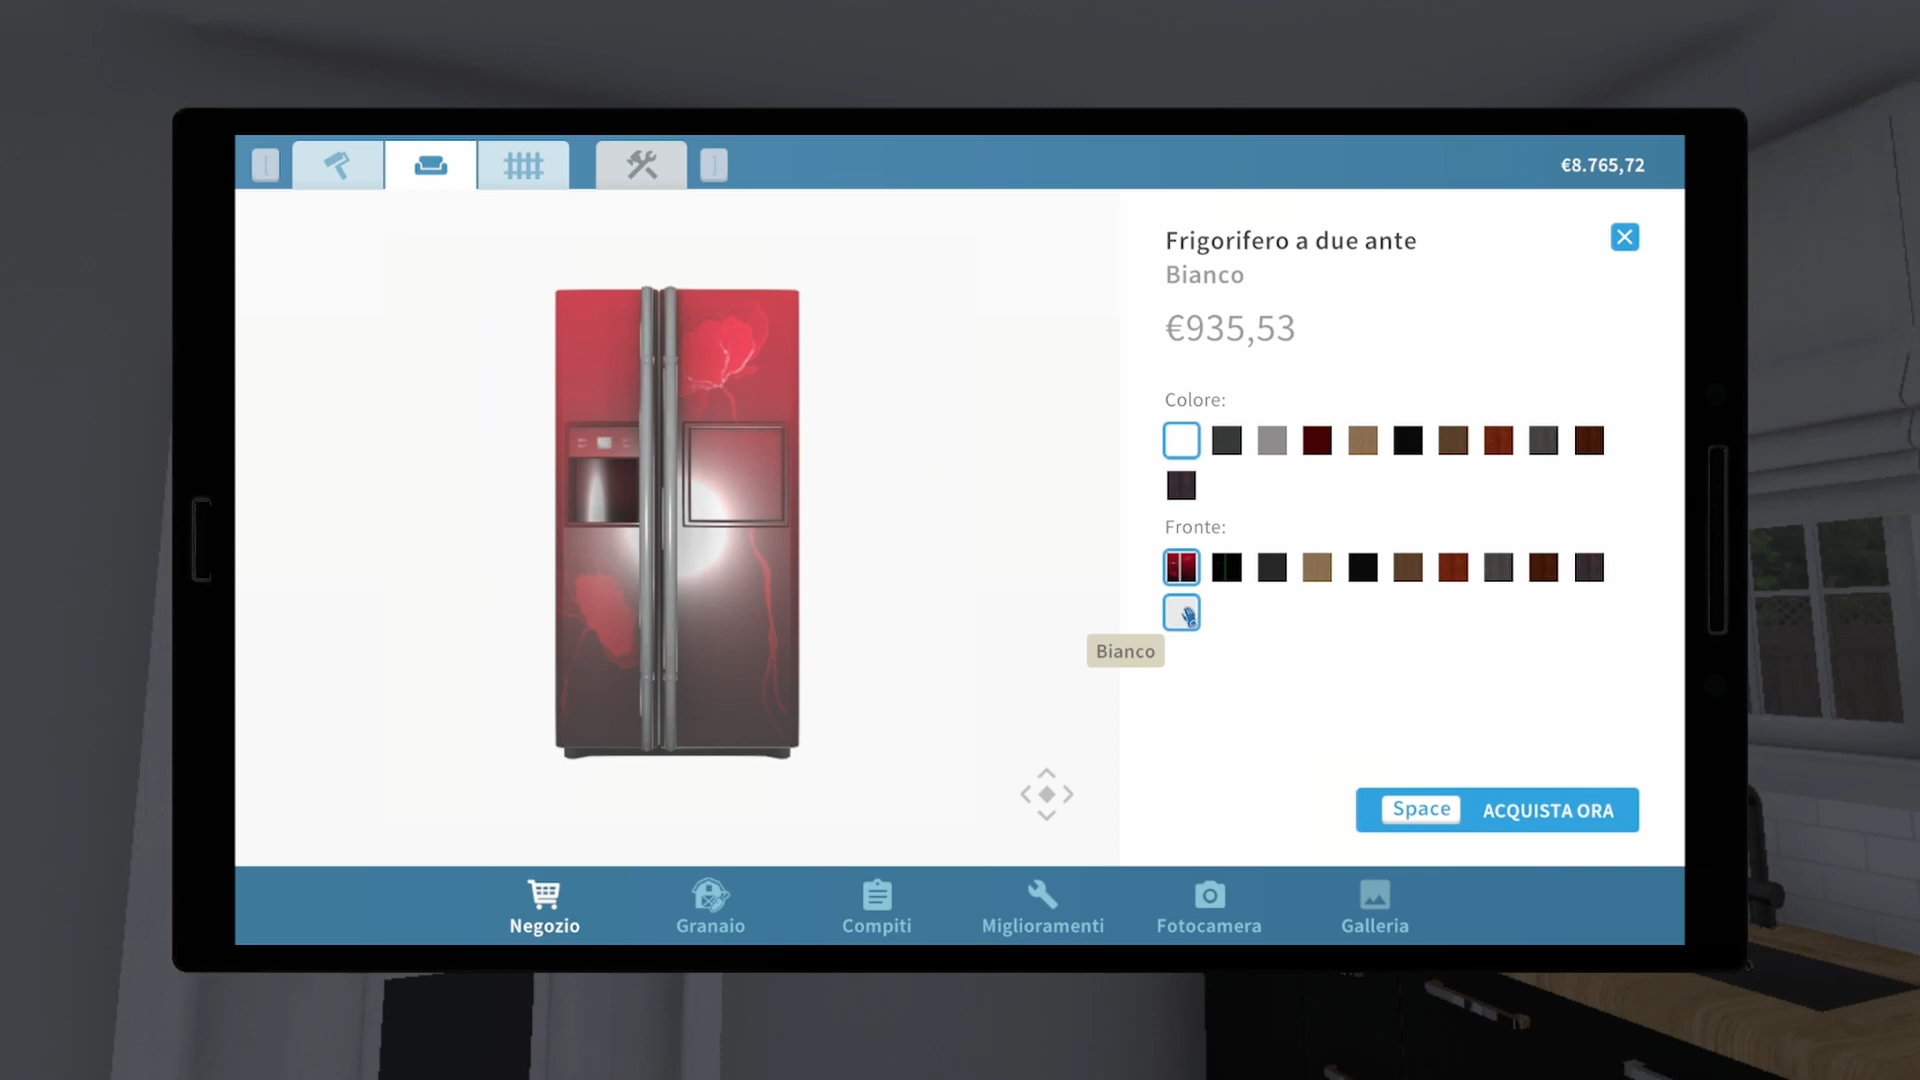 €8.765,72
Frigorifero a due ante
Bianco
€935,53
Colore:
Fronte:
Bianco
Space ACQUISTA ORA
Negozio Granaio Compiti Miglioramenti Fotocamera Galleria